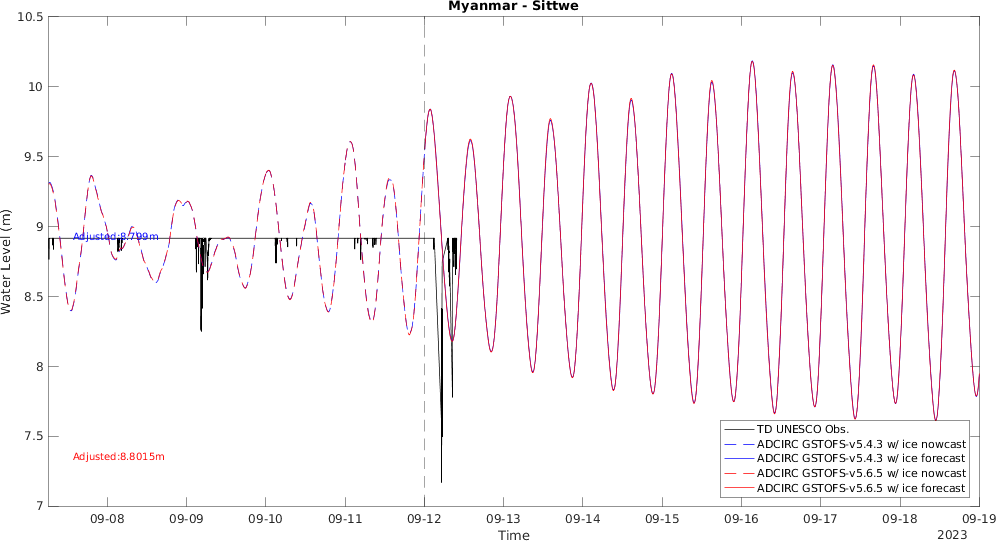 Myanmar - Sittwe
10.5
10
9.5
9
8.5
8
7.5
7
Water Level (m)
Adjusted:8.799m
Adjusted:8.8015m
TD UNESCO Obs.
ADCIRC GSTOFS-v5.4.3 w/ ice nowcast
ADCIRC GSTOFS-v5.4.3 w/ ice forecast
ADCIRC GSTOFS-v5.6.5 w/ ice nowcast
ADCIRC GSTOFS-v5.6.5 w/ ice forecast
09-08 09-09 09-10 09-11 09-12 09-13 09-14 09-15 09-16 09-17 09-18 09-19
Time
2023